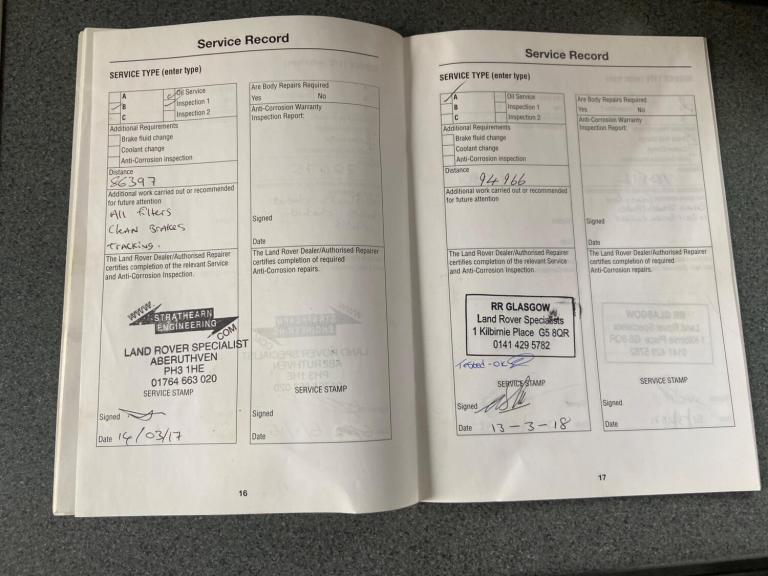 Service Record
SERVICE TYPE (enter type)
A
B
C
Oil Service
Inspection 1
Inspection 2
Additional Requirements
Brake fluid change
Coolant change
Anti-Corrosion inspection
Distance
86397
Additional work carried out or recommended
for future attention
All Filters
Clean Brakes
Tracking.
The Land Rover Dealer/Authorised Repairer
certifies completion of the relevant Service
and Anti-Corrosion Inspection.
WWW.
STRATHEARN
ENGINEERING
.COM
LAND ROVER SPECIALIST
ABERUTHVEN
PH3 1HE
01764 663 020
SERVICE STAMP
Signed
Date 14/03/17
Are Body Repairs Required
Yes No
Anti-Corrosion Warranty
Inspection Report:
Signed
Date
The Land Rover Dealer/Authorised Repairer
certifies completion of required
Anti-Corrosion repairs.
SERVICE STAMP
Signed
Date
16
Service Record
SERVICE TYPE (enter type)
A
B
C
Oil Service
Inspection 1
Inspection 2
Additional Requirements
Brake fluid change
Coolant change
Anti-Corrosion inspection
Distance
94966
Additional work carried out or recommended
for future attention
The Land Rover Dealer/Authorised Repairer
certifies completion of the relevant Service
and Anti-Corrosion Inspection.
RR GLASGOW
Land Rover Specialists
1 Kilbirnie Place G5 8QR
0141 429 5782
SERVICE STAMP
Signed
Date 13-3-18
Are Body Repairs Required
Yes No
Anti-Corrosion Warranty
Inspection Report:
Signed
Date
The Land Rover Dealer/Authorised Repairer
certifies completion of required
Anti-Corrosion repairs.
SERVICE STAMP
Signed
Date
17